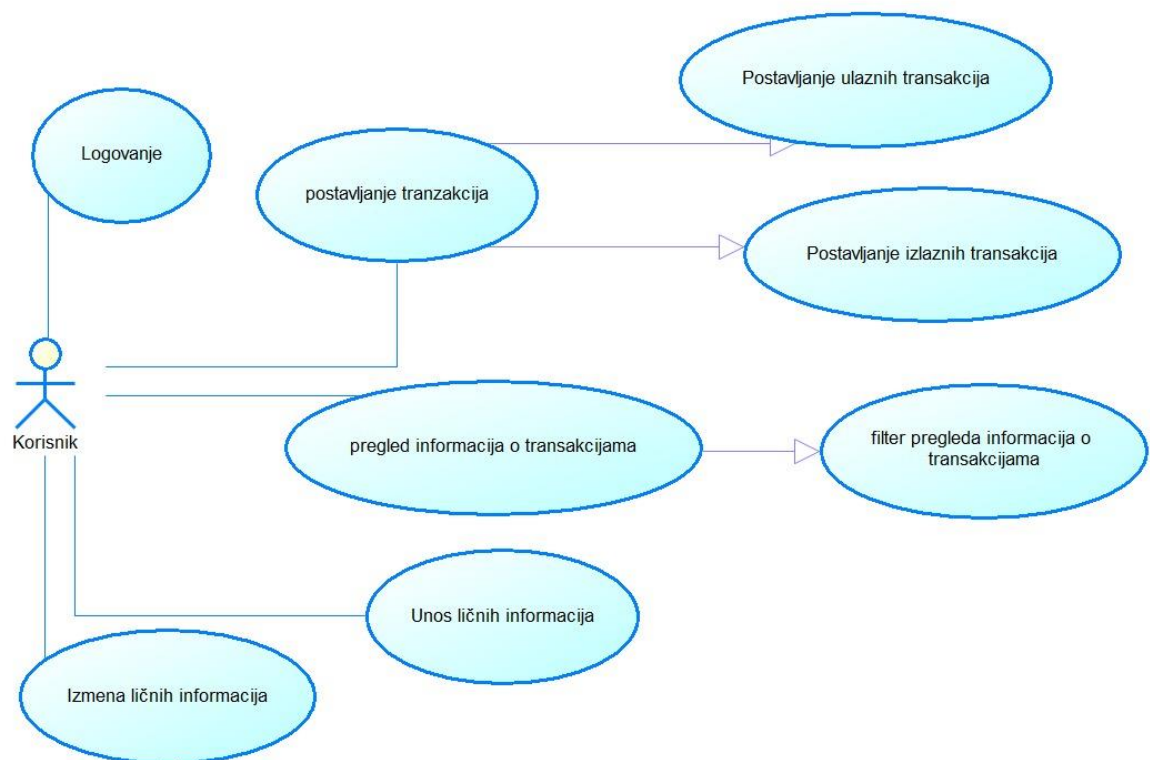 Postavljanje ulaznih transakcija
Logovanje
postavljanje tranzakcija
Postavljanje izlaznih transakcija
Korisnik
pregled informacija o transakcijama
filter pregleda informacija o
transakcijama
Unos ličnih informacija
Izmena ličnih informacija